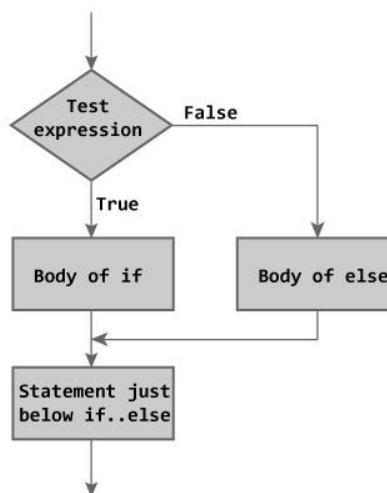 Test
expression
False
True
Body of if
Body of else
Statement just
below if..else